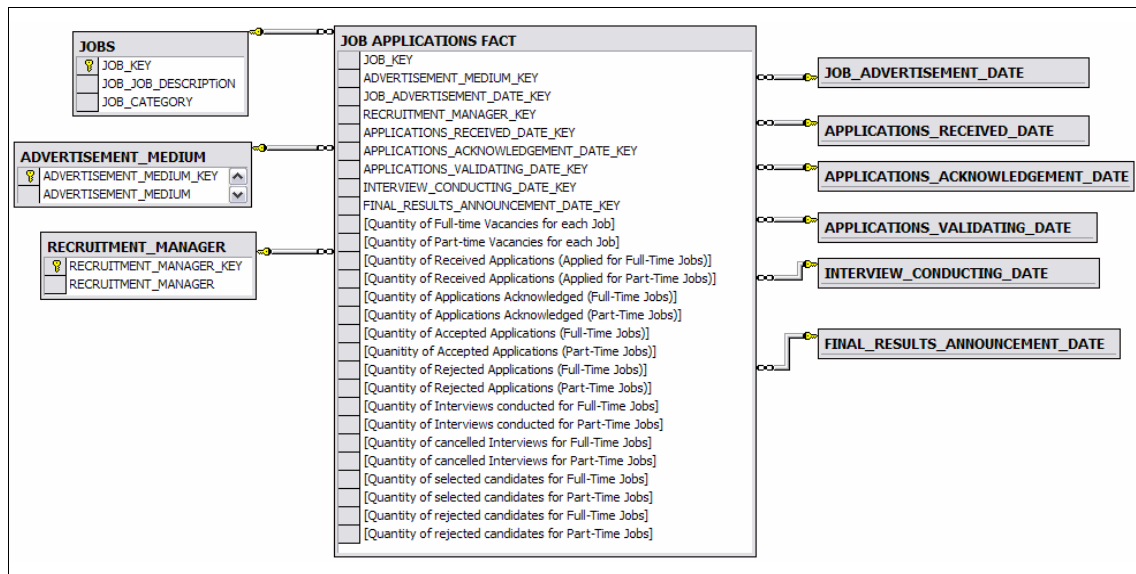 JOBS
JOB_KEY
JOB_JOB_DESCRIPTION
JOB_CATEGORY
ADVERTISEMENT_MEDIUM
ADVERTISEMENT_MEDIUM_KEY
ADVERTISEMENT_MEDIUM
RECRUITMENT_MANAGER
RECRUITMENT_MANAGER_KEY
RECRUITMENT_MANAGER
JOB APPLICATIONS FACT
JOB_KEY
ADVERTISEMENT_MEDIUM_KEY
JOB_ADVERTISEMENT_DATE_KEY
RECRUITMENT_MANAGER_KEY
APPLICATIONS_RECEIVED_DATE_KEY
APPLICATIONS_ACKNOWLEDGEMENT_DATE_KEY
APPLICATIONS_VALIDATING_DATE_KEY
INTERVIEW_CONDUCTING_DATE_KEY
FINAL_RESULTS_ANNOUNCEMENT_DATE_KEY
[Quantity of Full-time Vacancies for each Job]
[Quantity of Part-time Vacancies for each Job]
[Quantity of Received Applications (Applied for Full-Time Jobs)]
[Quantity of Received Applications (Applied for Part-Time Jobs)]
[Quantity of Applications Acknowledged (Full-Time Jobs)]
[Quantity of Applications Acknowledged (Part-Time Jobs)]
[Quantity of Accepted Applications (Full-Time Jobs)]
[Quanitity of Accepted Applications (Part-Time Jobs)]
[Quantity of Rejected Applications (Full-Time Jobs)]
[Quantity of Rejected Applications (Part-Time Jobs)]
[Quantity of Interviews conducted for Full-Time Jobs]
[Quantity of Interviews conducted for Part-Time Jobs]
[Quantity of cancelled Interviews for Full-Time Jobs]
[Quantity of cancelled Interviews for Part-Time Jobs]
[Quantity of selected candidates for Full-Time Jobs]
[Quantity of selected candidates for Part-Time Jobs]
[Quantity of rejected candidates for Full-Time Jobs]
[Quantity of rejected candidates for Part-Time Jobs]
JOB_ADVERTISEMENT_DATE
APPLICATIONS_RECEIVED_DATE
APPLICATIONS_ACKNOWLEDGEMENT_DATE
APPLICATIONS_VALIDATING_DATE
INTERVIEW_CONDUCTING_DATE
FINAL_RESULTS_ANNOUNCEMENT_DATE